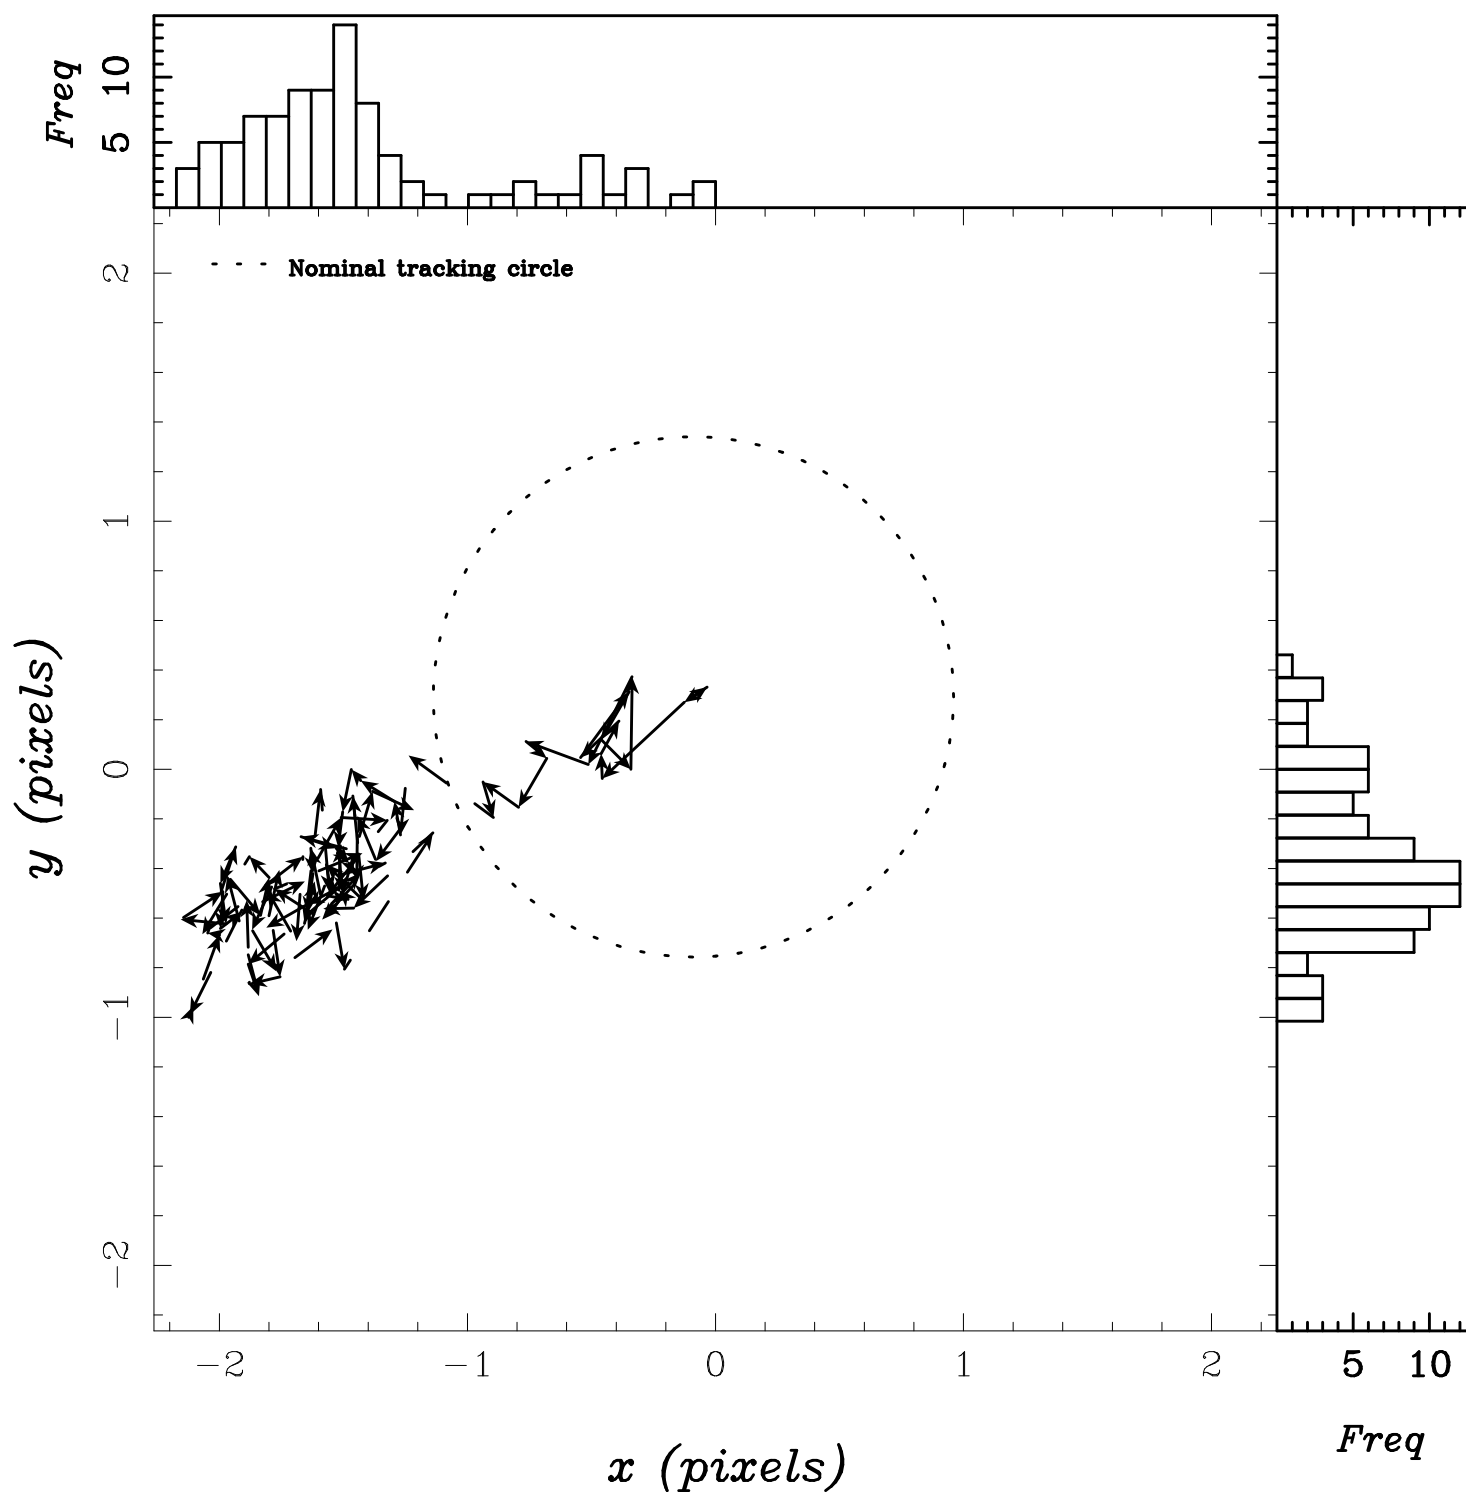 Freq
10
5
Nominal tracking circle
2
1
0
−1
−2
y (pixels)
−2 −1 0 1 2
5 10
x (pixels)
Freq